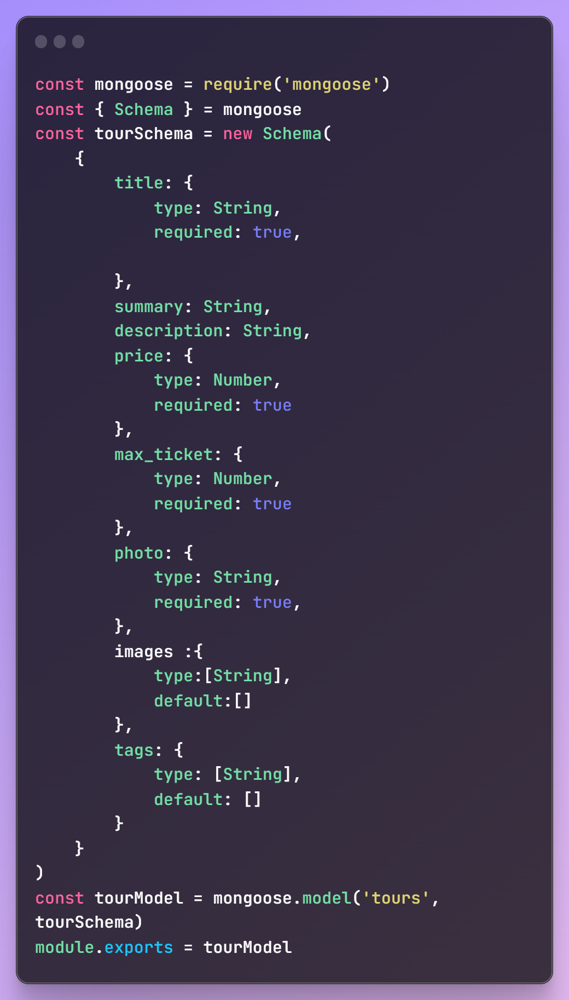 const mongoose = require('mongoose')
const { Schema } = mongoose
const tourSchema = new Schema(
    {
        title: {
            type: String,
            required: true,

        },
        summary: String,
        description: String,
        price: {
            type: Number,
            required: true
        },
        max_ticket: {
            type: Number,
            required: true
        },
        photo: {
            type: String,
            required: true,
        },
        images :{
            type:[String],
            default:[]
        },
        tags: {
            type: [String],
            default: []
        }
    }
)
const tourModel = mongoose.model('tours',
tourSchema)
module.exports = tourModel